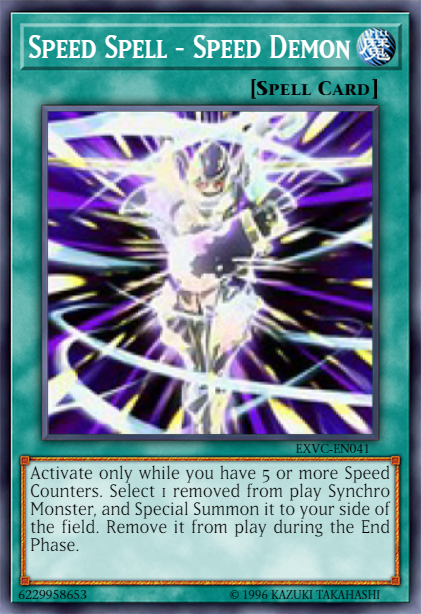 Speed Spell - Speed Demon 魔
[Spell Card]
EXVC-EN041
Activate only while you have 5 or more Speed
Counters. Select 1 removed from play Synchro
Monster, and Special Summon it to your side of
the field. Remove it from play during the End
Phase.
6229958653 © 1996 KAZUKI TAKAHASHI